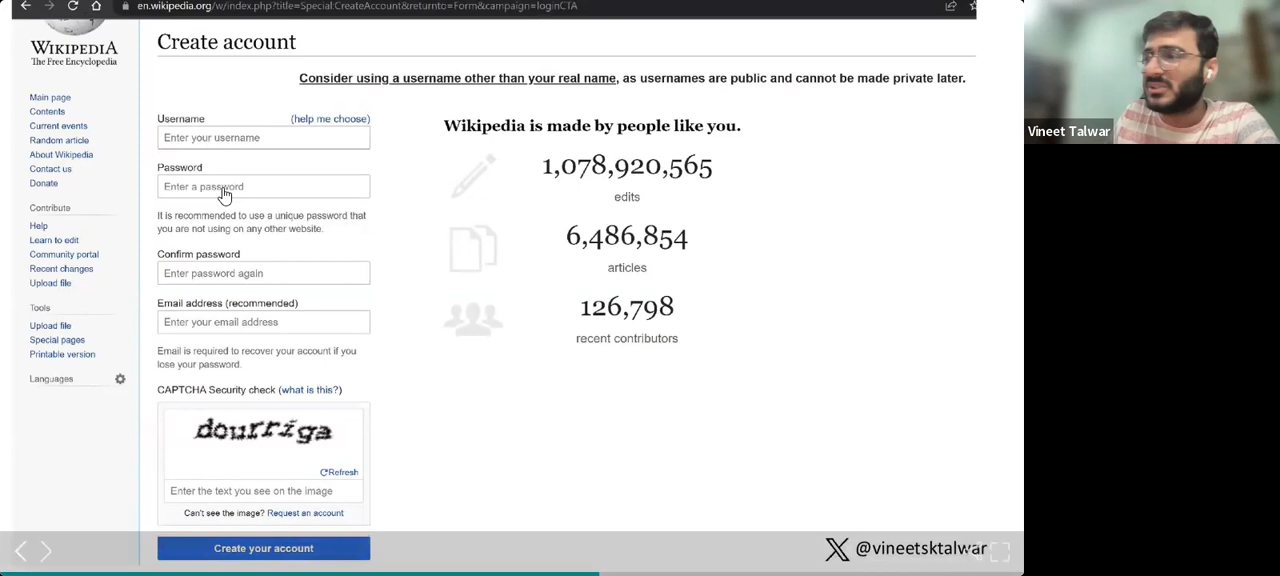 en.wikipedia.org/w/index.php?title=Special:CreateAccount&returnto=Form&campaign=loginCTA
WIKIPEDIA
The Free Encyclopedia
Main page
Contents
Current events
Random article
About Wikipedia
Contact us
Donate
Contribute
Help
Learn to edit
Community portal
Recent changes
Upload file
Tools
Upload file
Special pages
Printable version
Languages
Create account
Consider using a username other than your real name, as usernames are public and cannot be made private later.
Username (help me choose)
Enter your username
Password
Enter a password
It is recommended to use a unique password that
you are not using on any other website.
Confirm password
Enter password again
Email address (recommended)
Enter your email address
Email is required to recover your account if you
lose your password.
CAPTCHA Security check (what is this?)
dourriga
Refresh
Enter the text you see on the image
Can't see the image? Request an account
Create your account
Wikipedia is made by people like you.
1,078,920,565
edits
6,486,854
articles
126,798
recent contributors
@vineetsktalwar
Vineet Talwar